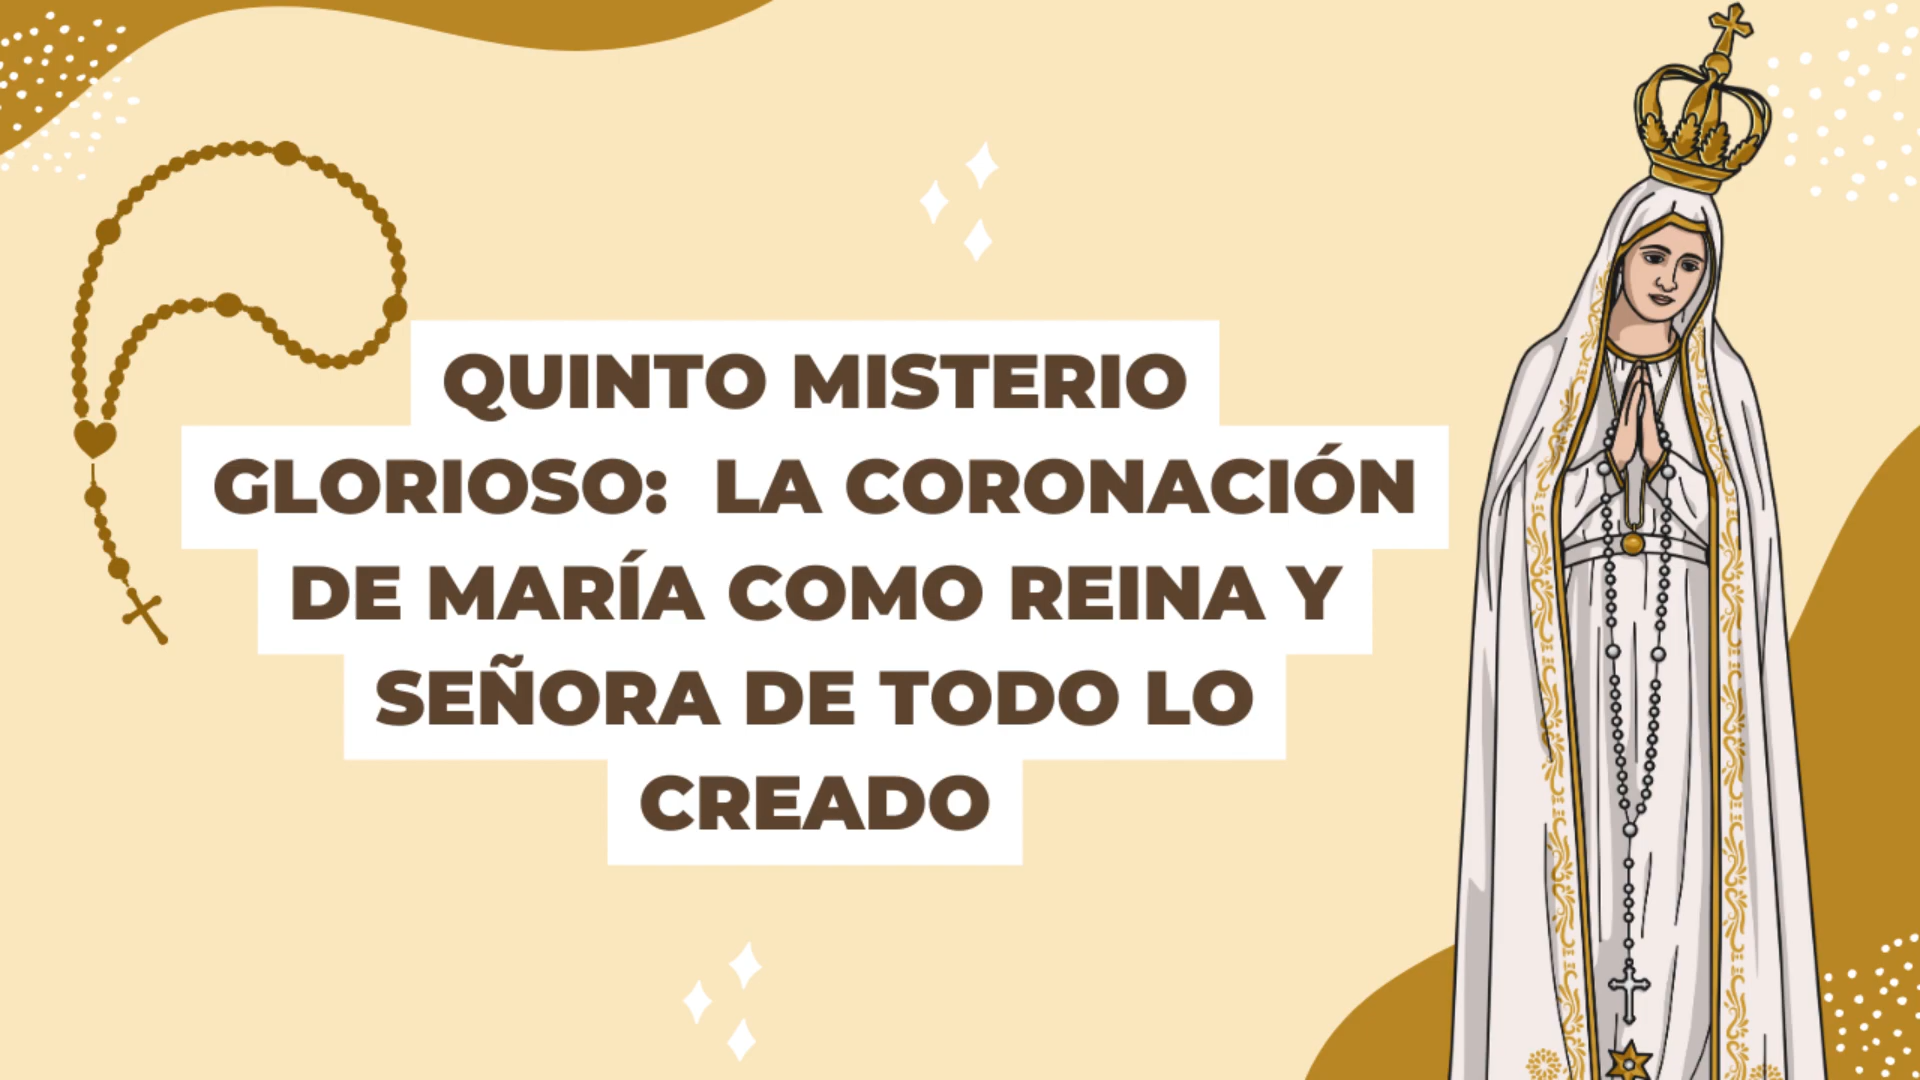 QUINTO MISTERIO
GLORIOSO: LA CORONACIÓN
DE MARÍA COMO REINA Y
SEÑORA DE TODO LO
CREADO